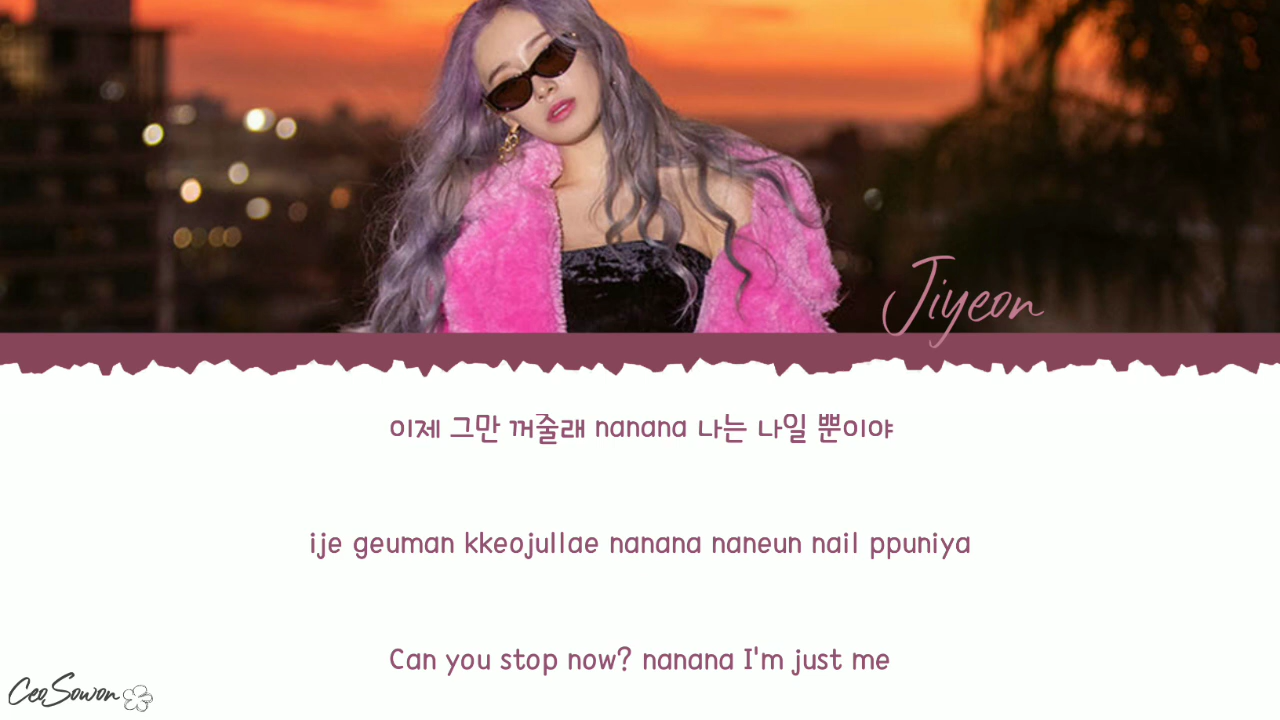 Jiyeon
이제 그만 꺼줄래 nanana 나는 나일 뿐이야
ije geuman kkeojullae nanana naneun nail ppuniya
Can you stop now? nanana I'm just me
CeoSowon